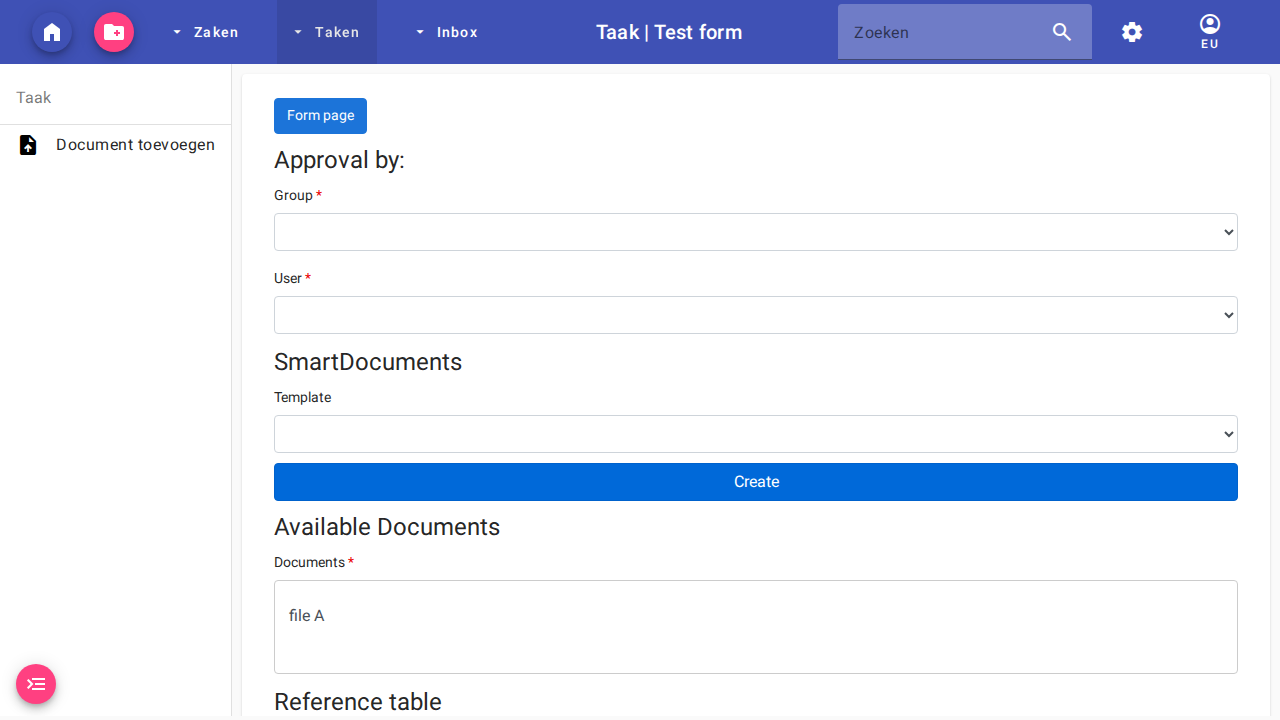 Zaken
Taken
Inbox
Taak | Test form
Zoeken
EU
Taak
Document toevoegen
Form page
Approval by:
Group *
User *
SmartDocuments
Template
Create
Available Documents
Documents *
file A
Reference table